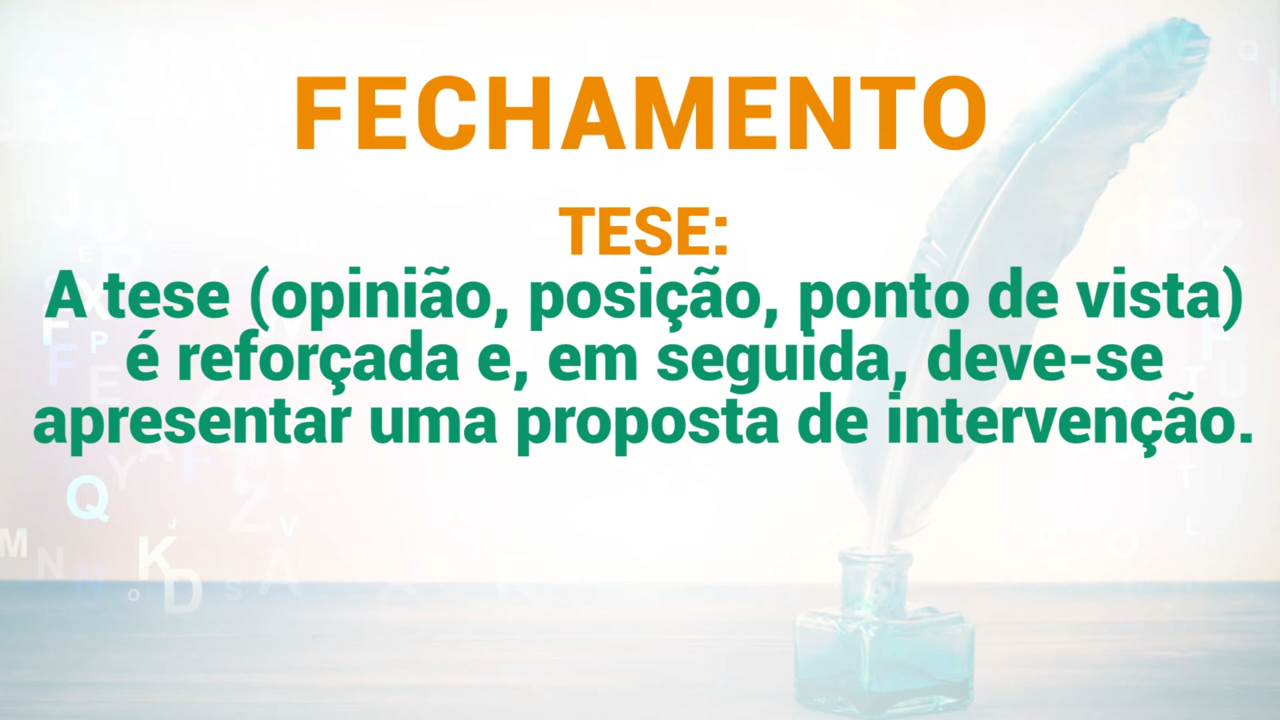 FECHAMENTO
TESE:
A tese (opinião, posição, ponto de vista)
é reforçada e, em seguida, deve-se
apresentar uma proposta de intervenção.